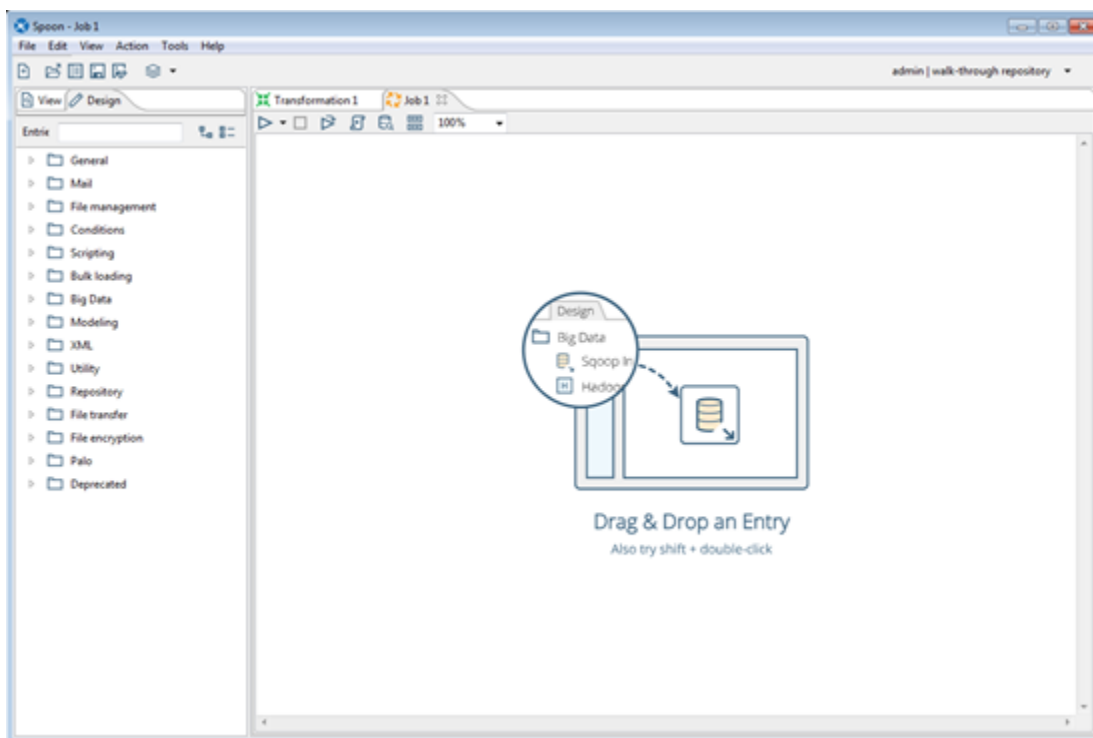 Spoon - Job 1
File Edit View Action Tools Help
admin | walk-through repository
View Design
Transformation 1 Job 1
Entrie
100%
General
Mail
File management
Conditions
Scripting
Bulk loading
Big Data
Modeling
XML
Utility
Repository
File transfer
File encryption
Palo
Deprecated
Design
Big Data
Sqoop In
H Hadoo
Drag & Drop an Entry
Also try shift + double-click